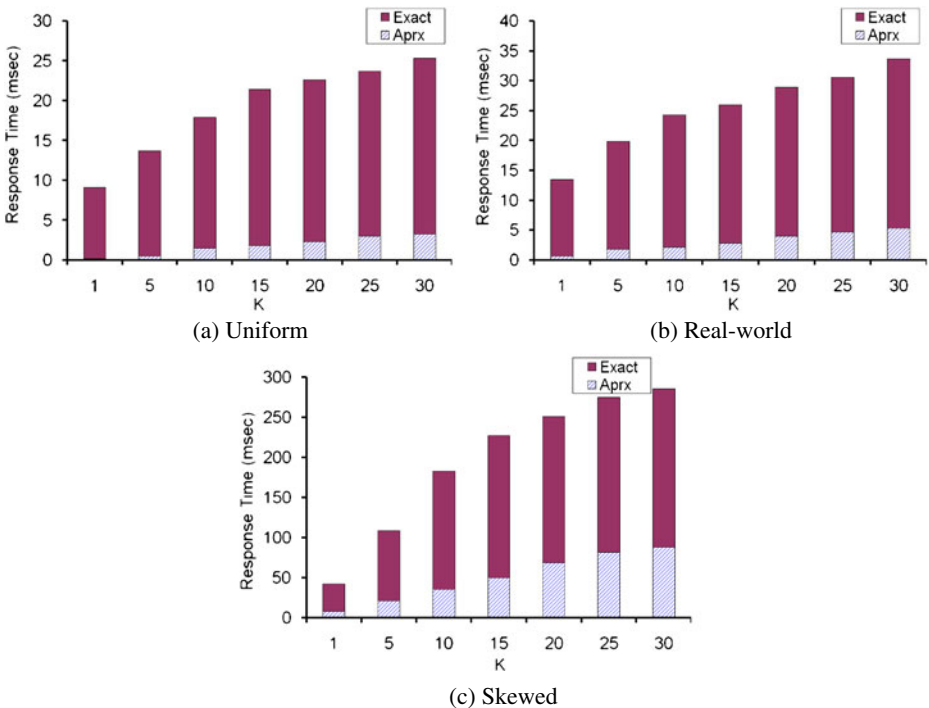 Exact
Aprx
Response Time (msec)
30
25
20
15
10
5
0
1 5 10 15 20 25 30
K
(a) Uniform
Exact
Aprx
Response Time (msec)
40
35
30
25
20
15
10
5
0
1 5 10 15 20 25 30
K
(b) Real-world
Exact
Aprx
Response Time (msec)
300
250
200
150
100
50
0
1 5 10 15 20 25 30
K
(c) Skewed